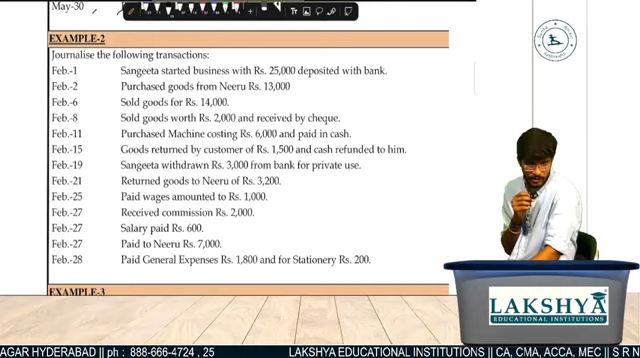 May-30
Tr
EXAMPLE-2
Journalise the following transactions:
Feb.-1 Sangeeta started business with Rs. 25,000 deposited with bank.
Feb.-2 Purchased goods from Neeru Rs. 13,000
Feb.-6 Sold goods for Rs. 14,000.
Feb.-8 Sold goods worth Rs. 2,000 and received by cheque.
Feb.-11 Purchased Machine costing Rs. 6,000 and paid in cash.
Feb.-15 Goods returned by customer of Rs. 1,500 and cash refunded to him.
Feb.-19 Sangeeta withdrawn Rs. 3,000 from bank for private use.
Feb.-21 Returned goods to Neeru of Rs. 3,200.
Feb.-25 Paid wages amounted to Rs. 1,000.
Feb.-27 Received commission Rs. 2,000.
Feb.-27 Salary paid Rs. 600.
Feb.-27 Paid to Neeru Rs. 7,000.
Feb.-28 Paid General Expenses Rs. 1,800 and for Stationery Rs. 200.
EXAMPLE-3
LAKSHYA
EDUCATIONAL INSTITUTIONS
AGAR HYDERABAD || ph : 888-666-4724 , 25 LAKSHYA EDUCATIONAL INSTITUTIONS || CA, CMA, ACCA, MEC || S R N